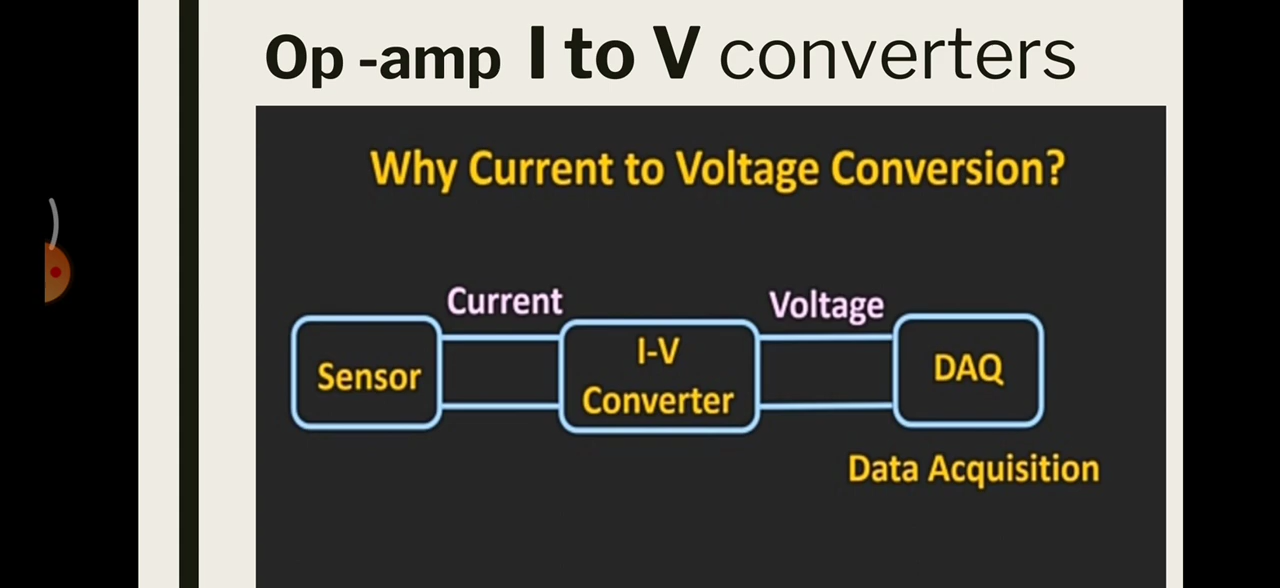 Op -amp I to V converters
Why Current to Voltage Conversion?
Current
Voltage
Sensor
I-V
Converter
DAQ
Data Acquisition